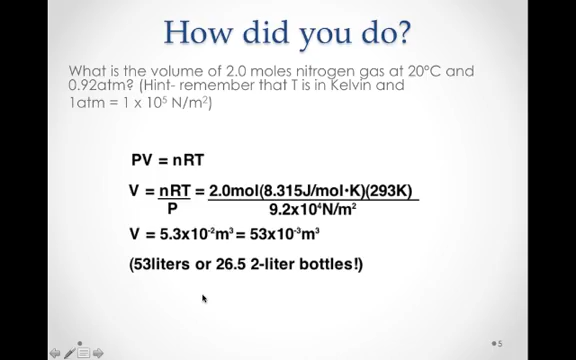 How did you do?
What is the volume of 2.0 moles nitrogen gas at 20°C and
0.92atm? (Hint- remember that T is in Kelvin and
1atm = 1 x 10⁵ N/m²)
PV = nRT
V = nRT = 2.0mol(8.315J/mol·K)(293K)
P 9.2x10⁴N/m²
V = 5.3x10⁻²m³ = 53x10⁻³m³
(53liters or 26.5 2-liter bottles!)
5